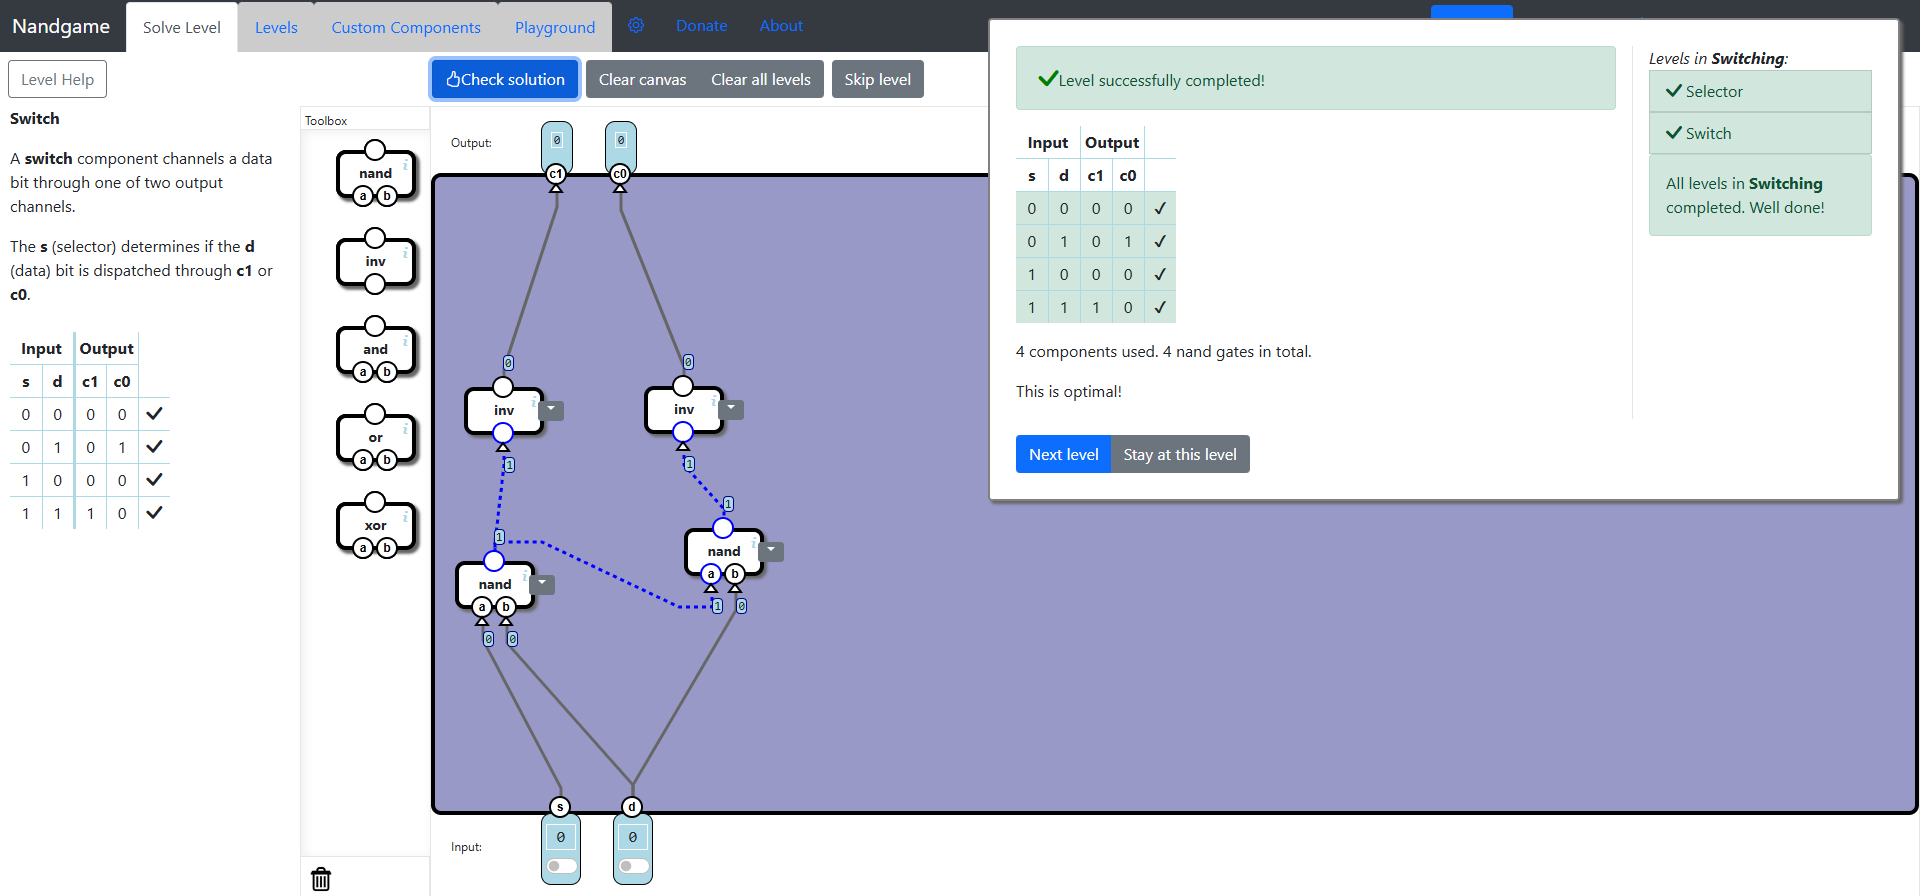 Nandgame
Solve Level
Levels
Custom Components
Playground
Donate
About
Level Help
Check solution
Clear canvas
Clear all levels
Skip level
Switch
A switch component channels a data
bit through one of two output
channels.
The s (selector) determines if the d
(data) bit is dispatched through c1 or
c0.
Input Output
s d c1 c0
0 0 0 0 ✓
0 1 0 1 ✓
1 0 0 0 ✓
1 1 1 0 ✓
Toolbox
nand
i
a b
inv
i
and
i
a b
or
i
a b
xor
i
a b
Output:
0 0
c1 c0
0 0
inv
i
inv
i
1 1
1
1
nand
i
a b
1 0
nand
i
a b
0 0
s d
Input:
0 0
✓Level successfully completed!
Input Output
s d c1 c0
0 0 0 0 ✓
0 1 0 1 ✓
1 0 0 0 ✓
1 1 1 0 ✓
4 components used. 4 nand gates in total.
This is optimal!
Next level
Stay at this level
Levels in Switching:
✓ Selector
✓ Switch
All levels in Switching
completed. Well done!